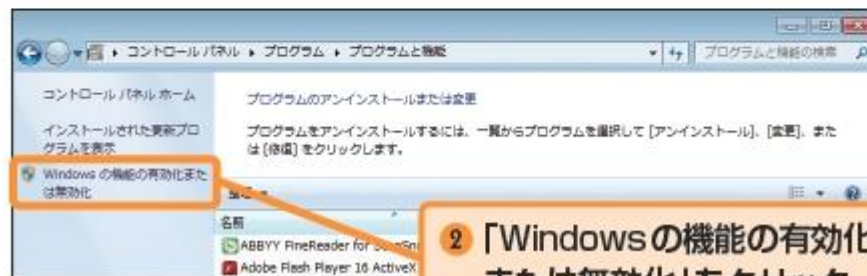 コントロール パネル ▸ プログラム ▸ プログラムと機能
プログラムと機能の検索
コントロール パネル ホーム
インストールされた更新プロ
グラムを表示
Windows の機能の有効化また
は無効化
プログラムのアンインストールまたは変更
プログラムをアンインストールするには、一覧からプログラムを選択して [アンインストール]、[変更]、また
は [修復] をクリックします。
名前
ABBYY FineReader for
Adobe Flash Player 16 ActiveX
2 「Windowsの機能の有効化